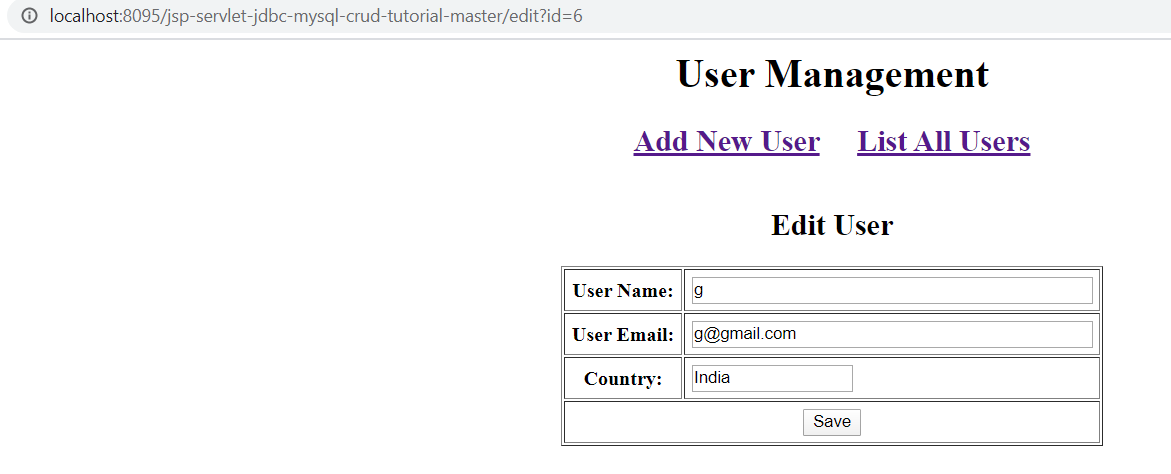 localhost:8095/jsp-servlet-jdbc-mysql-crud-tutorial-master/edit?id=6
User Management
Add New User List All Users
Edit User
User Name: g
User Email: g@gmail.com
Country: India
Save